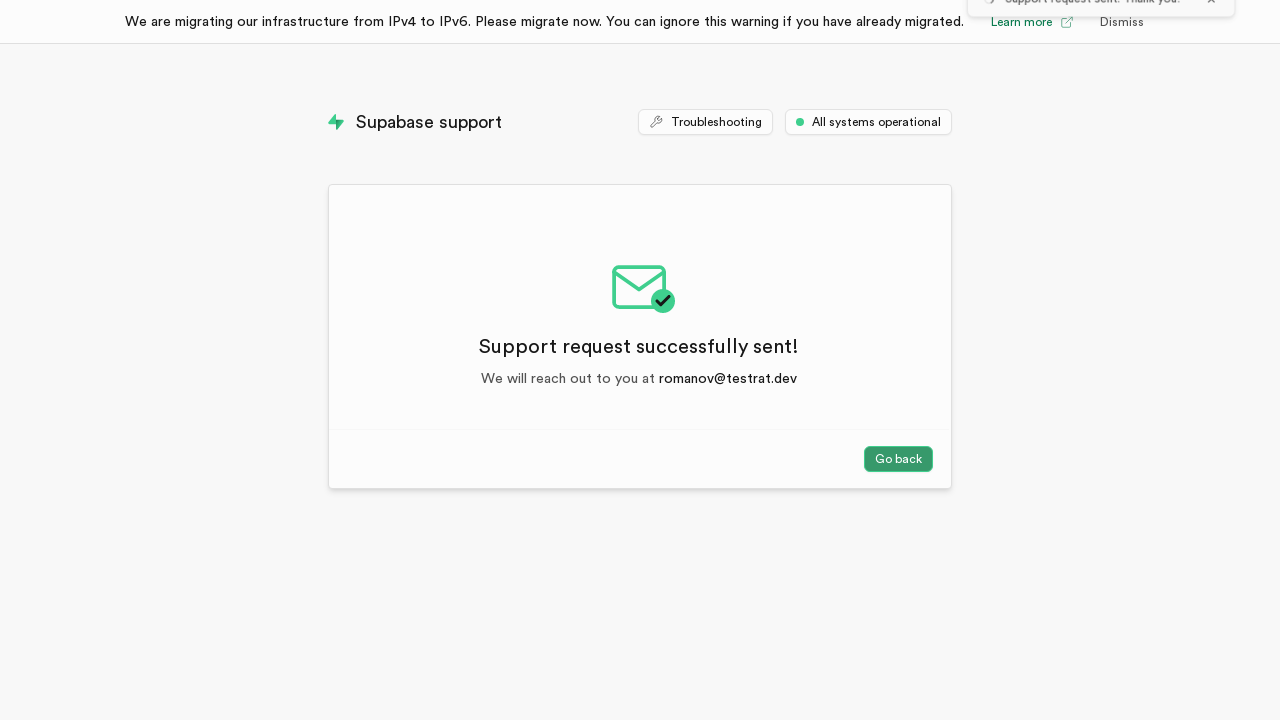 We are migrating our infrastructure from IPv4 to IPv6. Please migrate now. You can ignore this warning if you have already migrated.
Learn more
Dismiss
Support request sent. Thank you!
Supabase support
Troubleshooting
All systems operational
Support request successfully sent!
We will reach out to you at romanov@testrat.dev
Go back